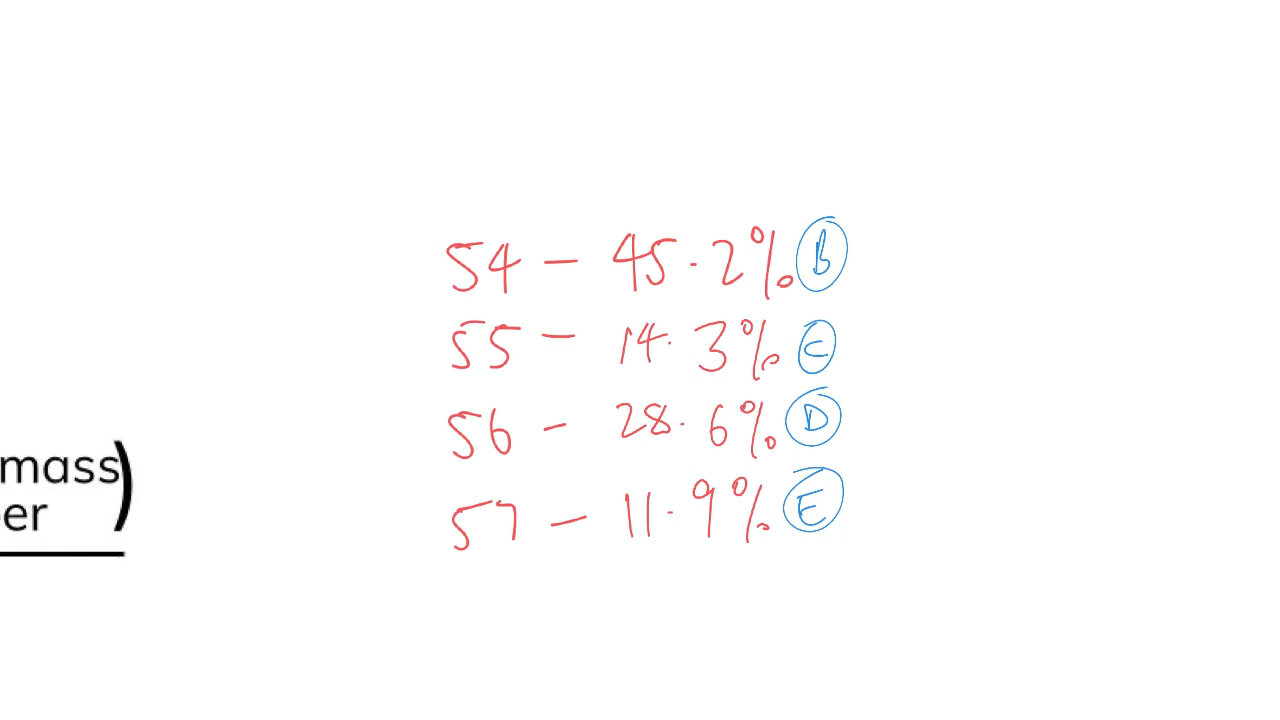 54 - 45.2% B
55 - 14.3% C
56 - 28.6% D
57 - 11.9% E
mass)
er